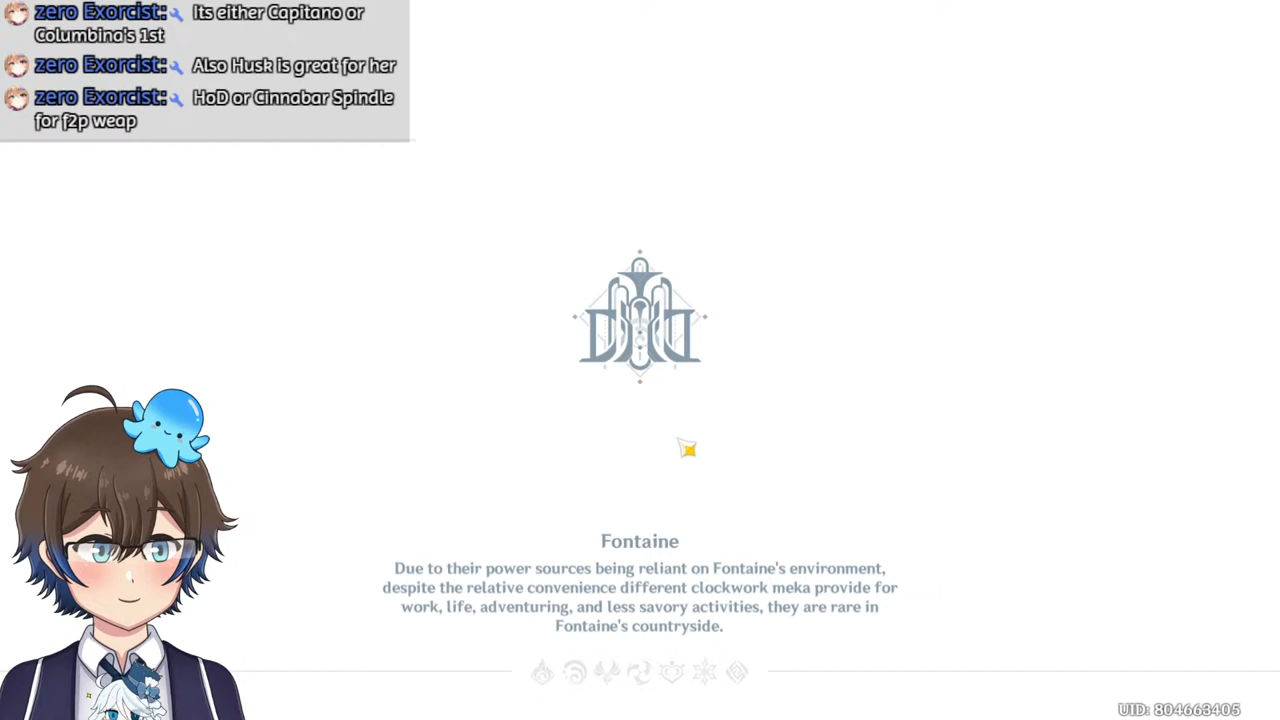 zero Exorcist: Its either Capitano or
Columbina's 1st
zero Exorcist: Also Husk is great for her
zero Exorcist: HoD or Cinnabar Spindle
for f2p weap
Fontaine
Due to their power sources being reliant on Fontaine's environment,
despite the relative convenience different clockwork meka provide for
work, life, adventuring, and less savory activities, they are rare in
Fontaine's countryside.
UID: 804663405